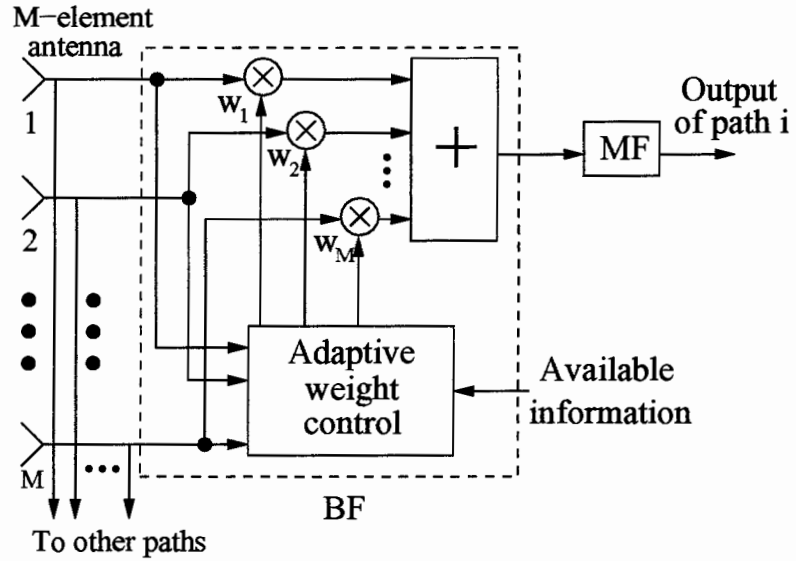 M-element
antenna
1
2
M
w1
w2
wM
+
MF
Output
of path i
Adaptive
weight
control
Available
information
BF
To other paths